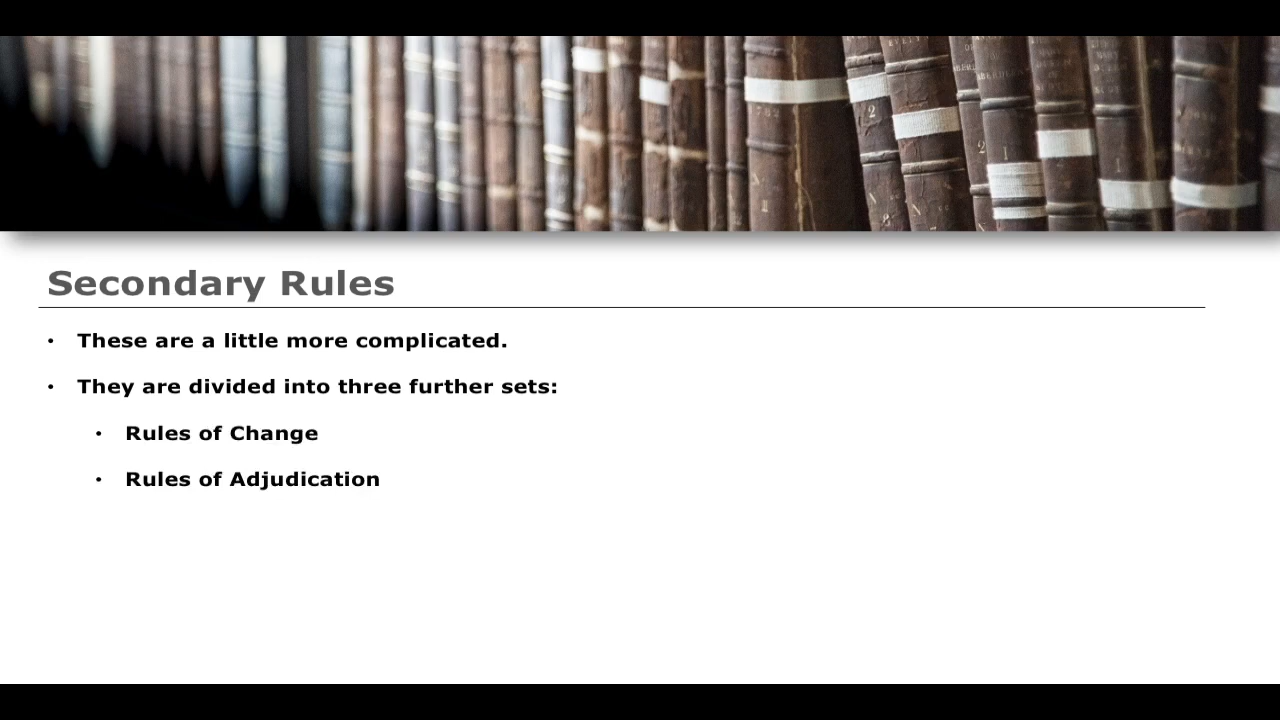 Secondary Rules
• These are a little more complicated.
• They are divided into three further sets:
• Rules of Change
• Rules of Adjudication